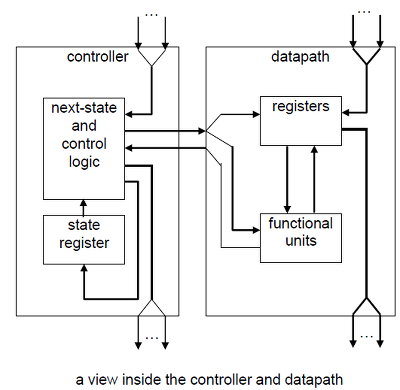 ...
...
controller
datapath
next-state
and
control
logic
registers
state
register
functional
units
...
...
a view inside the controller and datapath